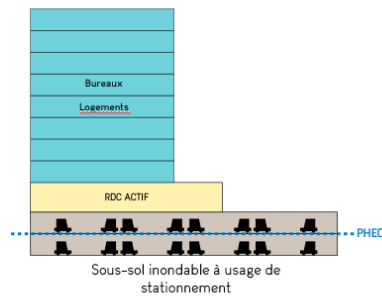 Bureaux
Logements
RDC ACTIF
PHEC
Sous-sol inondable à usage de
stationnement